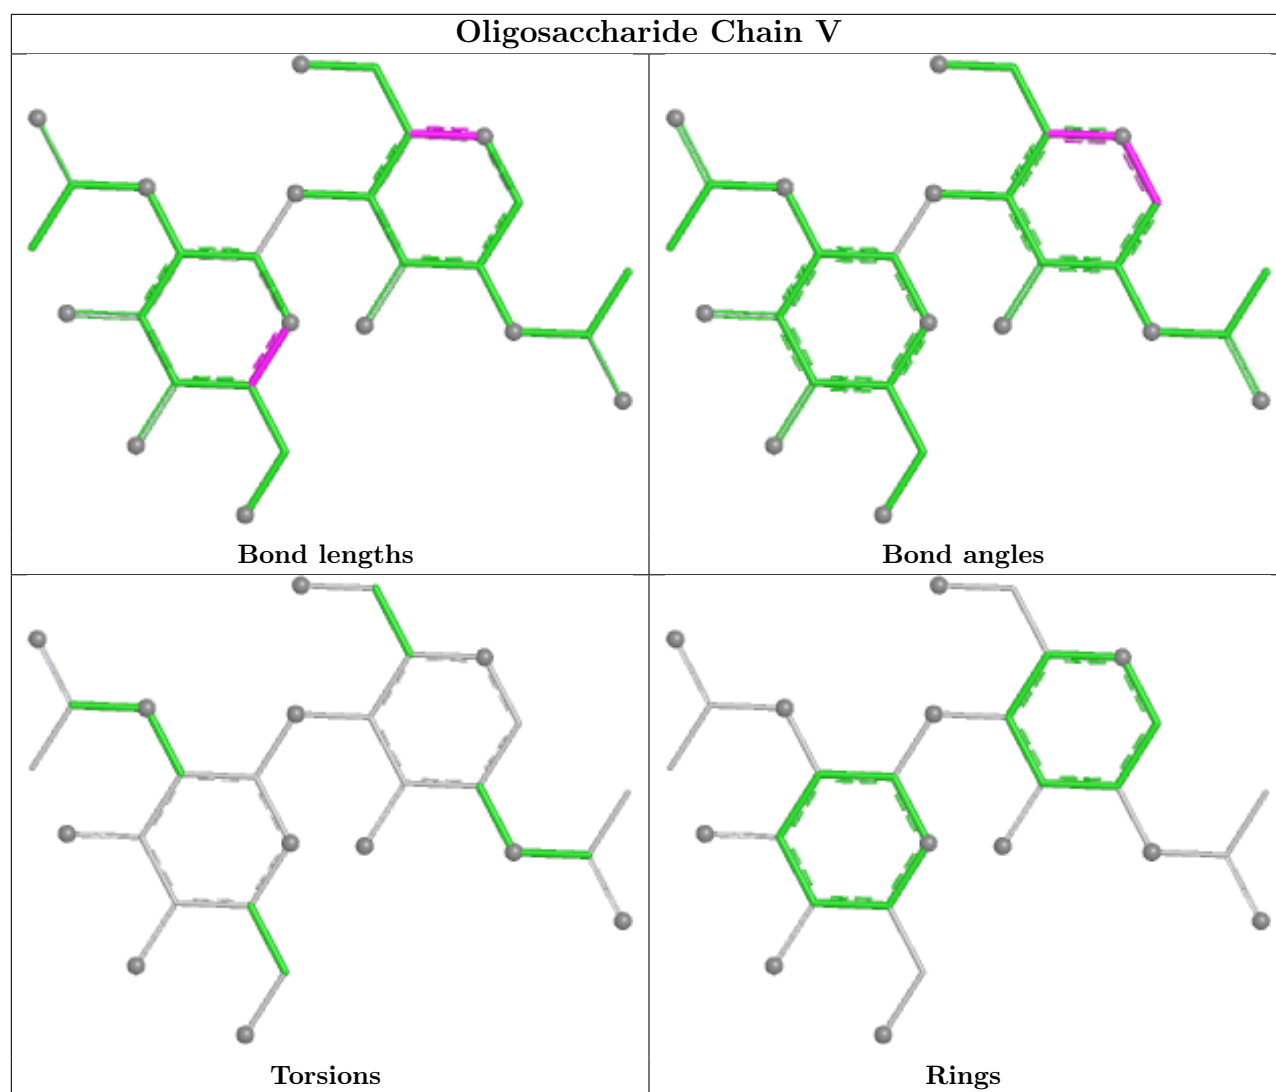 Oligosaccharide Chain V
Bond lengths
Bond angles
Torsions
Rings